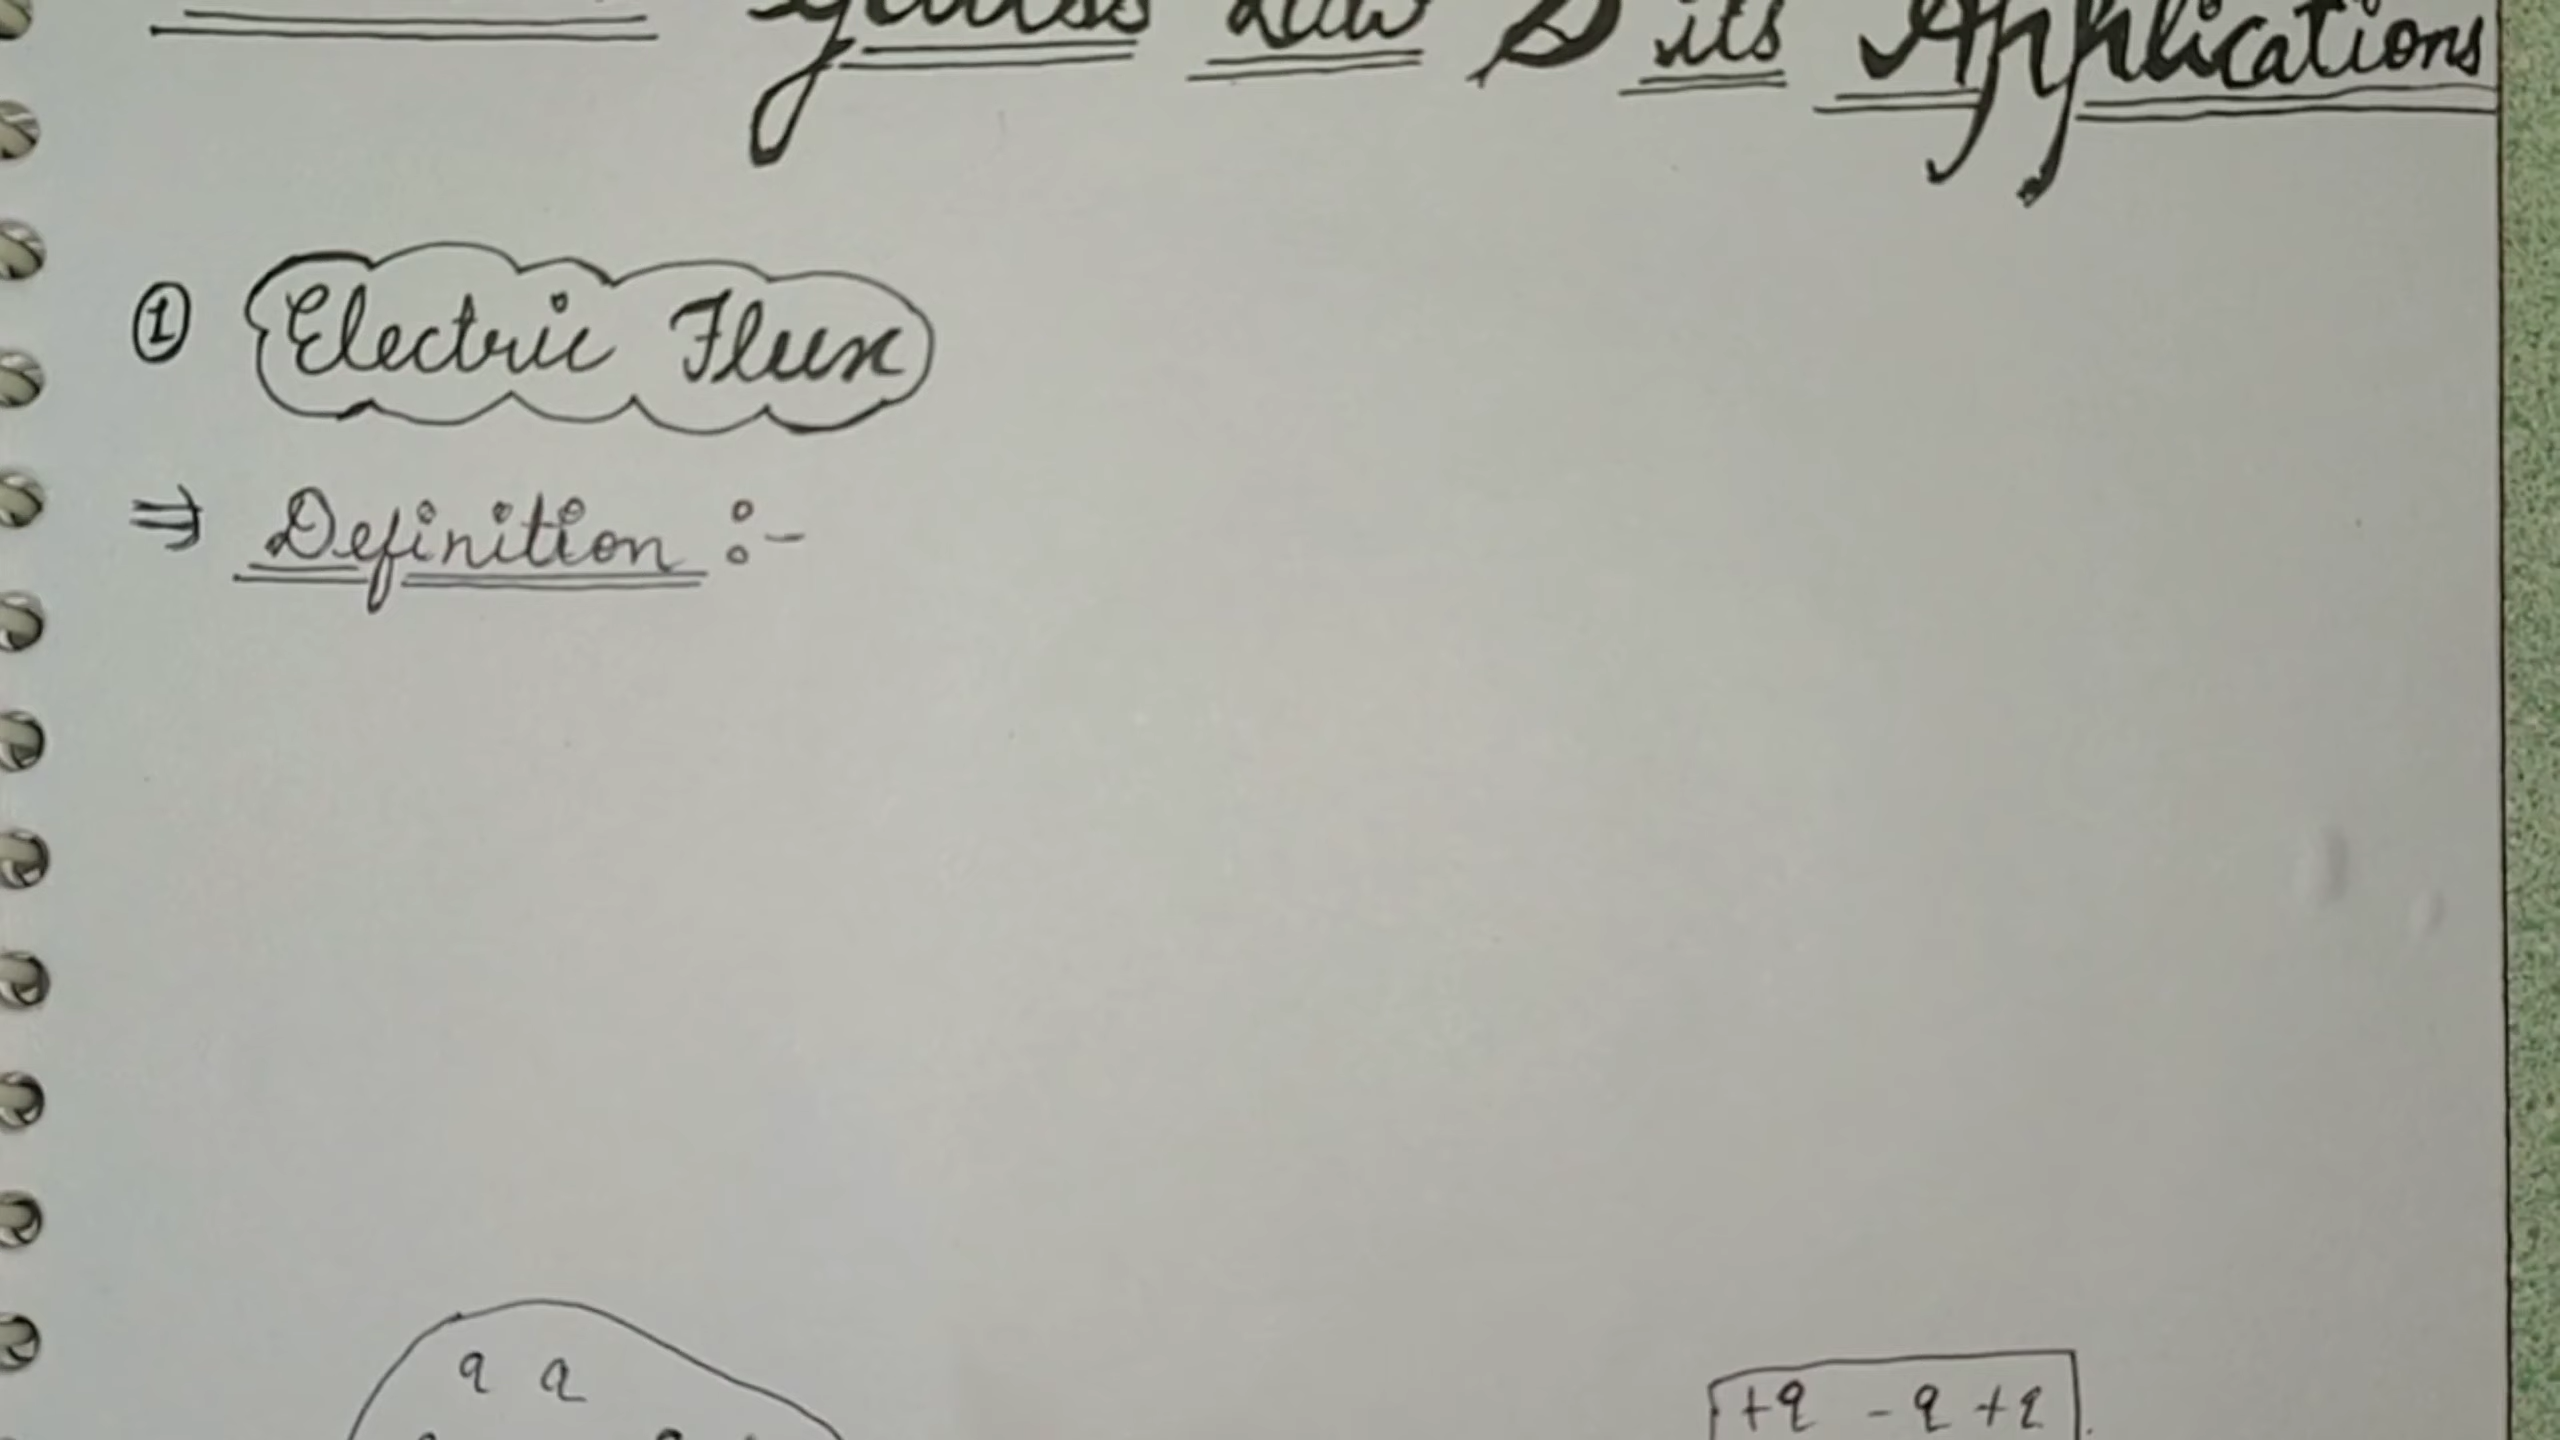 Gauss Law & its Applications
① Electric Flux
⇒ Definition :-
q q
+q - q + q